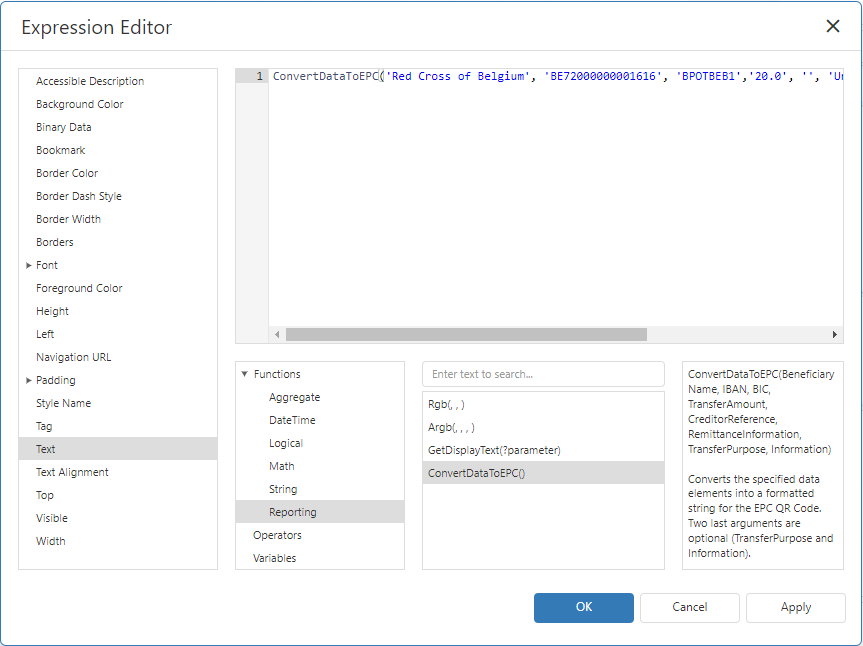 Expression Editor
Accessible Description
Background Color
Binary Data
Bookmark
Border Color
Border Dash Style
Border Width
Borders
Font
Foreground Color
Height
Left
Navigation URL
Padding
Style Name
Tag
Text
Text Alignment
Top
Visible
Width
1 ConvertDataToEPC('Red Cross of Belgium', 'BE72000000001616', 'BPOTBEB1','20.0', '', 'Un
Functions
Aggregate
DateTime
Logical
Math
String
Reporting
Operators
Variables
Enter text to search...
Rgb(, , )
Argb(, , , )
GetDisplayText(?parameter)
ConvertDataToEPC()
ConvertDataToEPC(Beneficiary
Name, IBAN, BIC,
TransferAmount,
CreditorReference,
RemittanceInformation,
TransferPurpose, Information)
Converts the specified data
elements into a formatted
string for the EPC QR Code.
Two last arguments are
optional (TransferPurpose and
Information).
OK
Cancel
Apply